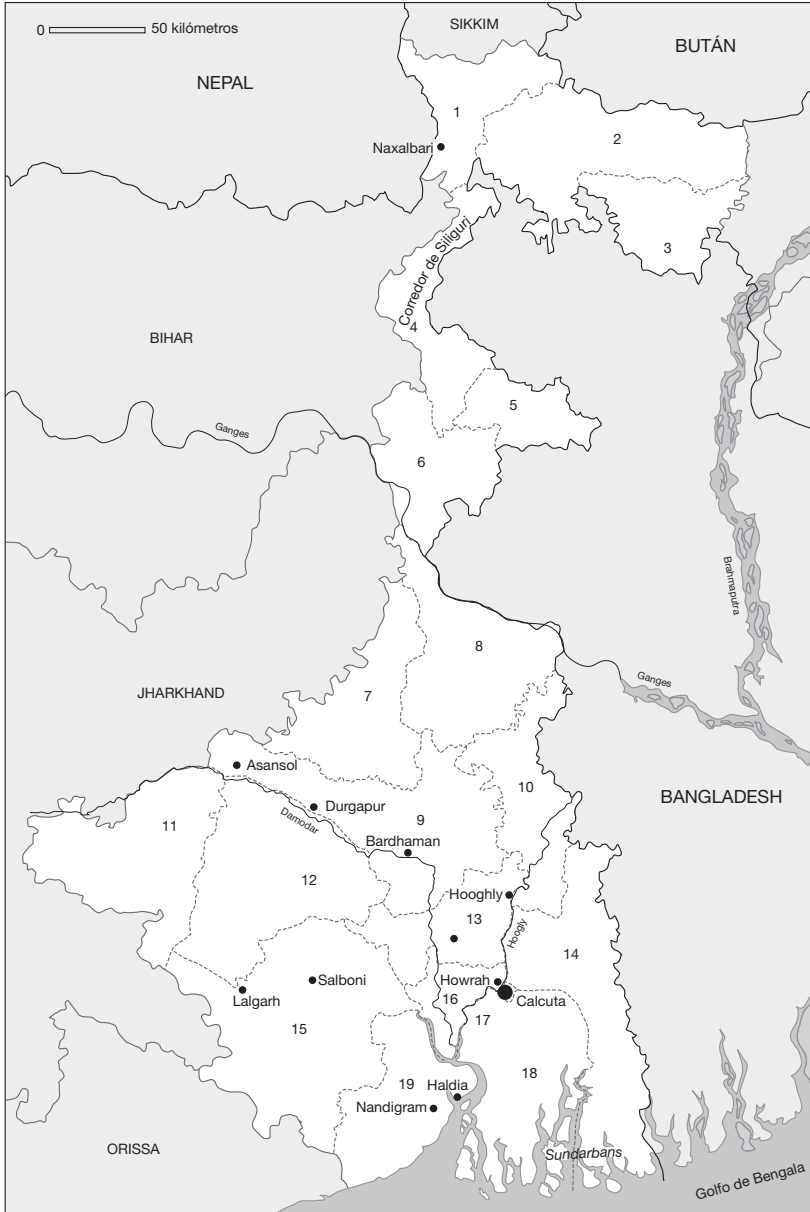 SIKKIM
0 50 kilómetros
BUTÁN
NEPAL
1
2
Naxalbari
3
Corredor de Siliguri
4
BIHAR
5
Ganges
6
Brahmaputra
8
Ganges
JHARKHAND
7
Asansol
10
BANGLADESH
Durgapur
9
Damodar
11
Bardhaman
12
Hooghly
13
Hoogly
14
Salboni
Howrah
Lalgarh
16
Calcuta
15
17
18
19
Haldia
Nandigram
ORISSA
Sundarbans
Golfo de Bengala